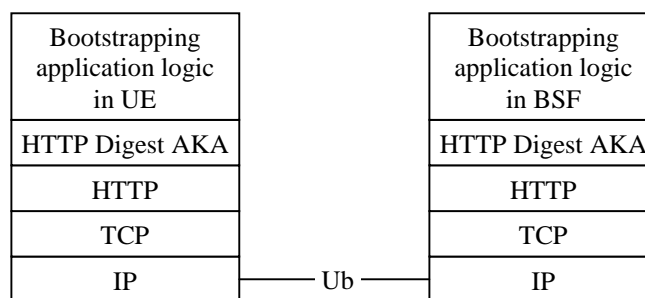 Bootstrapping
application logic
in UE
HTTP Digest AKA
HTTP
TCP
IP
Ub
Bootstrapping
application logic
in BSF
HTTP Digest AKA
HTTP
TCP
IP